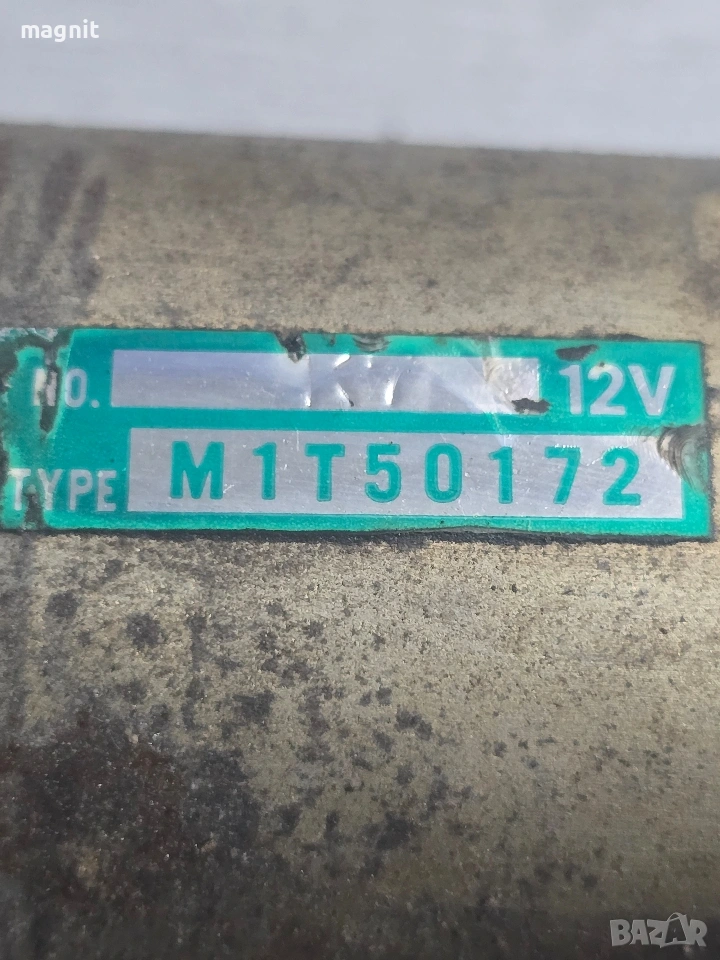 magnit
NO. 12V
TYPE M1T50172
BAZAR